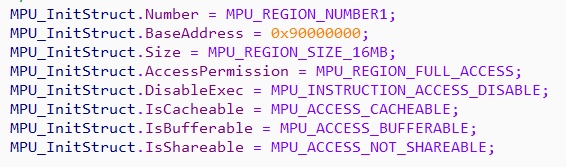 MPU_InitStruct.Number = MPU_REGION_NUMBER1;
MPU_InitStruct.BaseAddress = 0x90000000;
MPU_InitStruct.Size = MPU_REGION_SIZE_16MB;
MPU_InitStruct.AccessPermission = MPU_REGION_FULL_ACCESS;
MPU_InitStruct.DisableExec = MPU_INSTRUCTION_ACCESS_DISABLE;
MPU_InitStruct.IsCacheable = MPU_ACCESS_CACHEABLE;
MPU_InitStruct.IsBufferable = MPU_ACCESS_BUFFERABLE;
MPU_InitStruct.IsShareable = MPU_ACCESS_NOT_SHAREABLE;